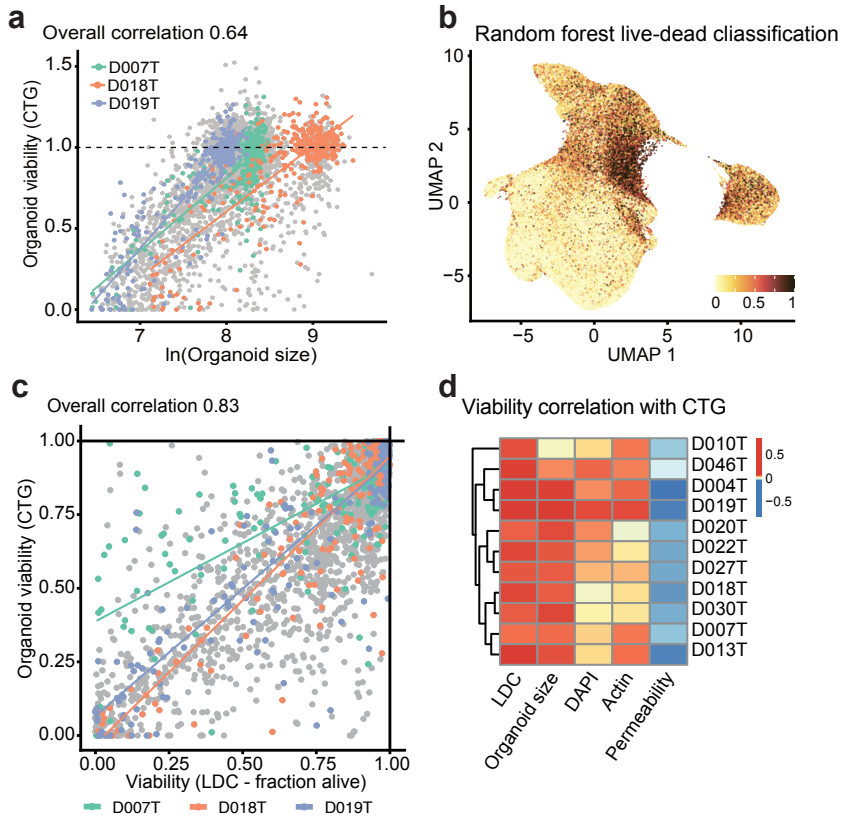 a
Overall correlation 0.64
D007T
D018T
D019T
1.5
1.0
0.5
0.0
Organoid viability (CTG)
7 8 9
ln(Organoid size)
b
Random forest live-dead cliassification
10
5
0
−5
UMAP 2
0 0.5 1
−5 0 5 10
UMAP 1
c
Overall correlation 0.83
1.00
0.75
0.50
0.25
0.00
Organoid viability (CTG)
0.00 0.25 0.50 0.75 1.00
Viability (LDC - fraction alive)
D007T D018T D019T
d
Viability correlation with CTG
D010T
D046T
D004T
D019T
D020T
D022T
D027T
D018T
D030T
D007T
D013T
0.5
0
−0.5
LDC
Organoid size
DAPI
Actin
Permeability